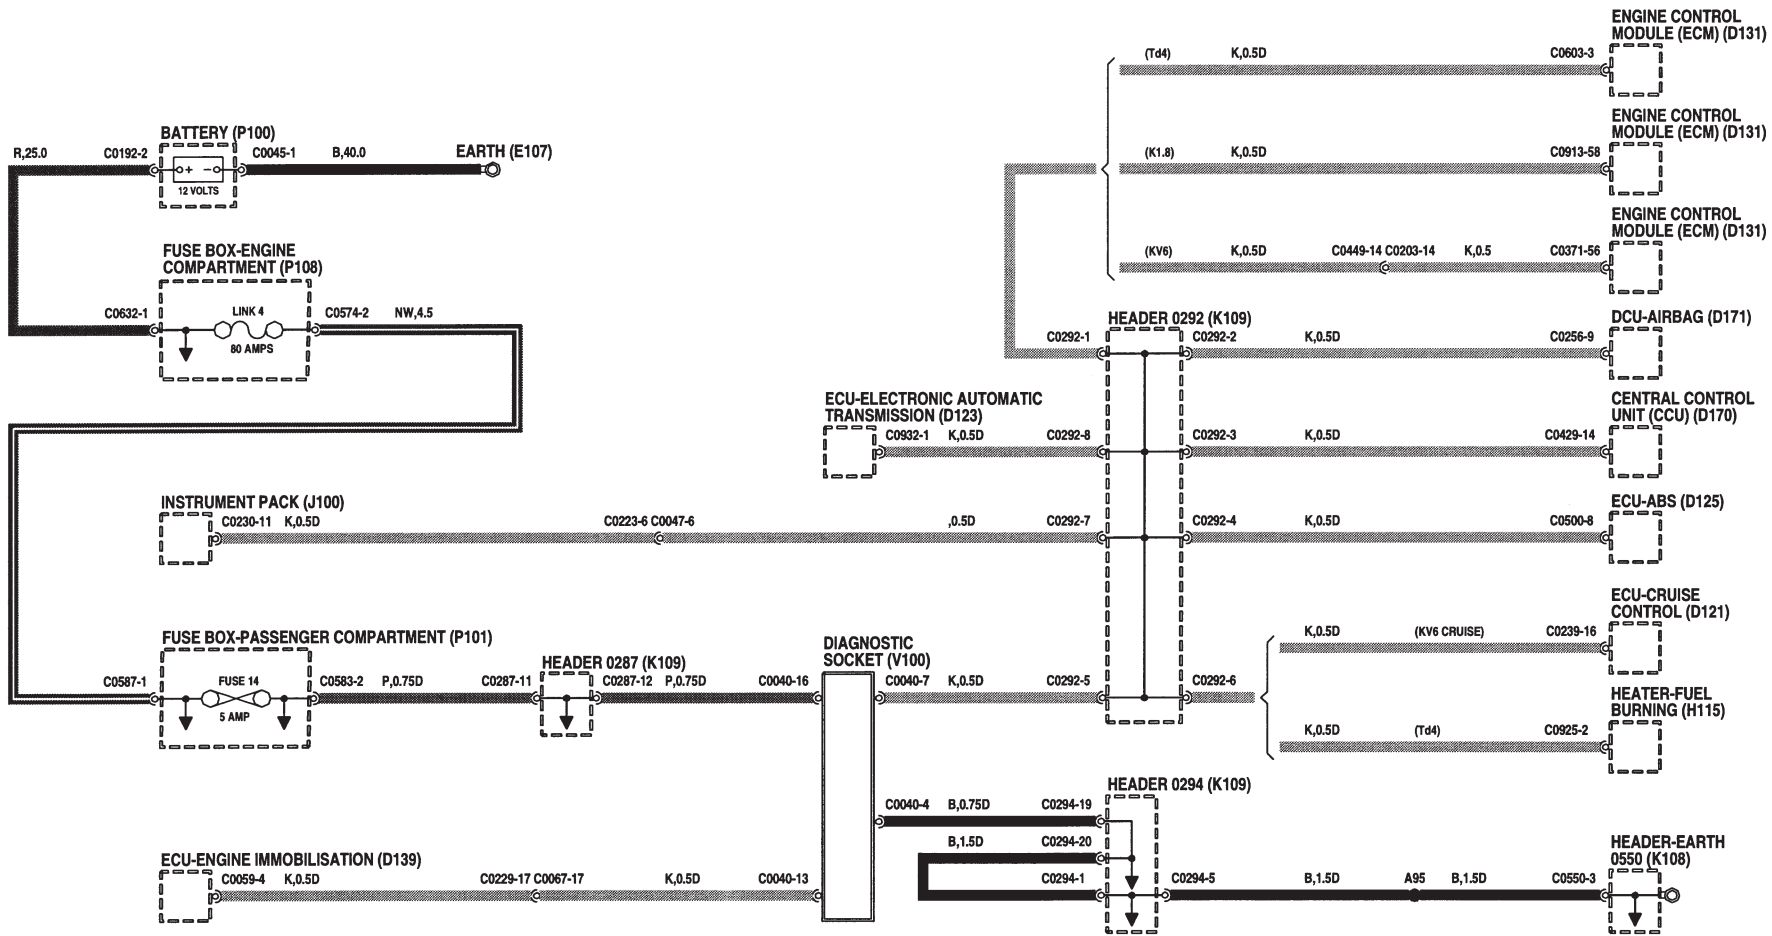 ENGINE CONTROL
MODULE (ECM) (D131)
(Td4) K,0.5D C0603-3
ENGINE CONTROL
MODULE (ECM) (D131)
(K1.8) K,0.5D C0913-58
ENGINE CONTROL
MODULE (ECM) (D131)
(KV6) K,0.5D C0449-14 C0203-14 K,0.5 C0371-56
BATTERY (P100)
R,25.0 C0192-2 C0045-1 B,40.0 EARTH (E107)
+ −
12 VOLTS
FUSE BOX-ENGINE
COMPARTMENT (P108)
C0632-1 LINK 4 C0574-2 NW,4.5
80 AMPS
HEADER 0292 (K109)
DCU-AIRBAG (D171)
C0292-1 C0292-2 K,0.5D C0256-9
ECU-ELECTRONIC AUTOMATIC
TRANSMISSION (D123)
C0932-1 K,0.5D C0292-8
CENTRAL CONTROL
UNIT (CCU) (D170)
C0292-3 K,0.5D C0429-14
INSTRUMENT PACK (J100)
C0230-11 K,0.5D C0223-6 C0047-6 ,0.5D C0292-7
ECU-ABS (D125)
C0292-4 K,0.5D C0500-8
ECU-CRUISE
CONTROL (D121)
K,0.5D (KV6 CRUISE) C0239-16
FUSE BOX-PASSENGER COMPARTMENT (P101)
C0587-1 FUSE 14 C0583-2 P,0.75D
5 AMP
HEADER 0287 (K109)
C0287-11 C0287-12 P,0.75D C0040-16
DIAGNOSTIC
SOCKET (V100)
C0040-7 K,0.5D C0292-5 C0292-6
HEATER-FUEL
BURNING (H115)
K,0.5D (Td4) C0925-2
HEADER 0294 (K109)
C0040-4 B,0.75D C0294-19
B,1.5D C0294-20
C0294-1 C0294-5 B,1.5D A95 B,1.5D C0550-3
HEADER-EARTH
0550 (K108)
ECU-ENGINE IMMOBILISATION (D139)
C0059-4 K,0.5D C0229-17 C0067-17 K,0.5D C0040-13